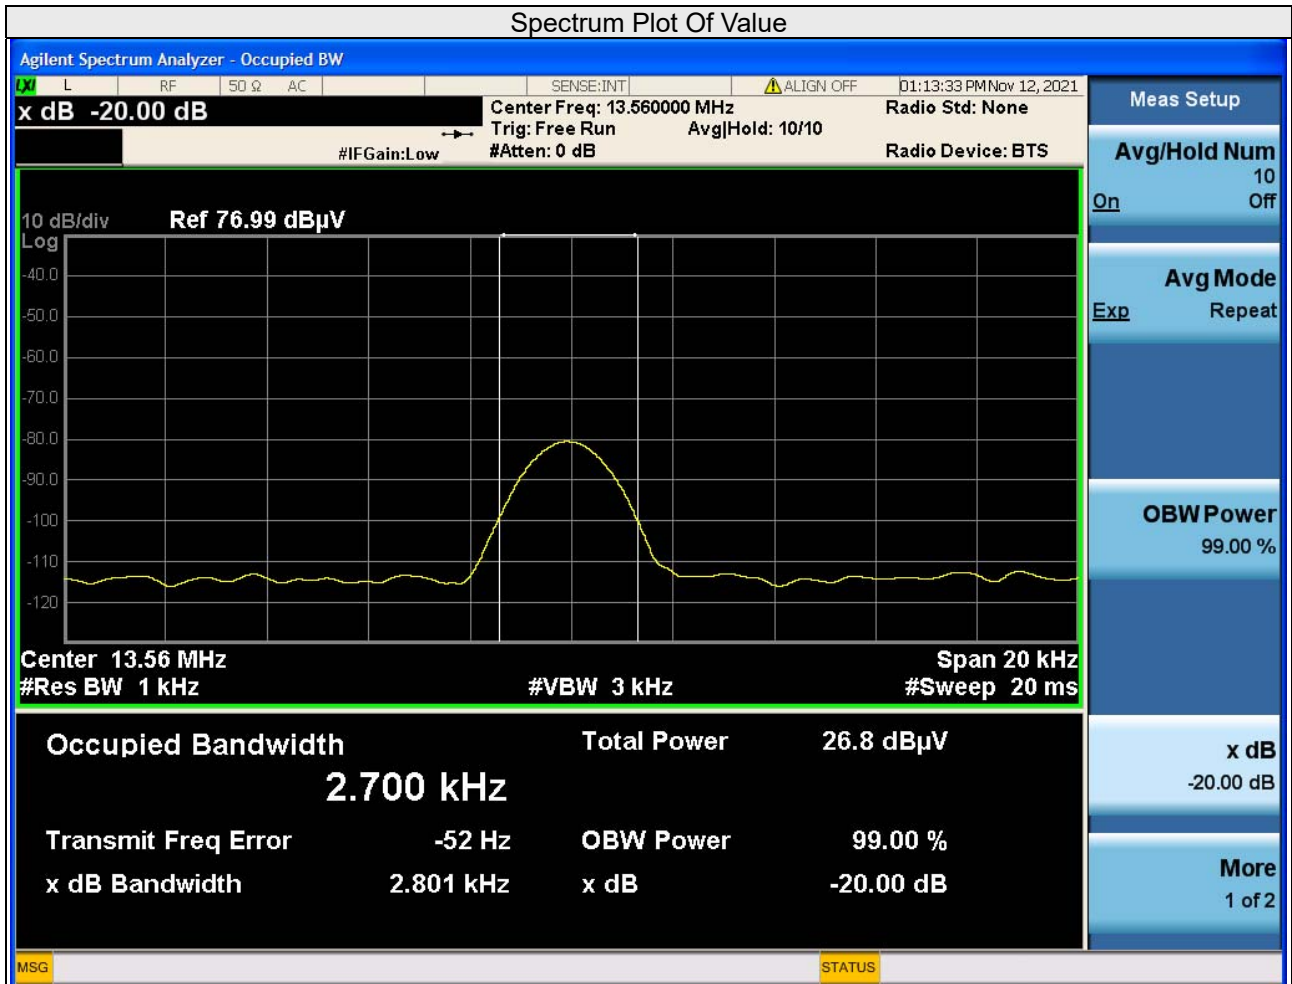 Spectrum Plot Of Value
Agilent Spectrum Analyzer - Occupied BW
LXI L RF 50 Ω AC SENSE:INT ALIGN OFF 01:13:33 PM Nov 12, 2021
x dB -20.00 dB
Center Freq: 13.560000 MHz Radio Std: None
Trig: Free Run Avg|Hold: 10/10
#IFGain:Low #Atten: 0 dB Radio Device: BTS
10 dB/div Ref 76.99 dBµV
Log
-40.0
-50.0
-60.0
-70.0
-80.0
-90.0
-100
-110
-120
Center 13.56 MHz Span 20 kHz
#Res BW 1 kHz #VBW 3 kHz #Sweep 20 ms
Occupied Bandwidth Total Power 26.8 dBµV
2.700 kHz
Transmit Freq Error -52 Hz OBW Power 99.00 %
x dB Bandwidth 2.801 kHz x dB -20.00 dB
Meas Setup
Avg/Hold Num
10
On Off
Avg Mode
Exp Repeat
OBW Power
99.00 %
x dB
-20.00 dB
More
1 of 2
MSG STATUS